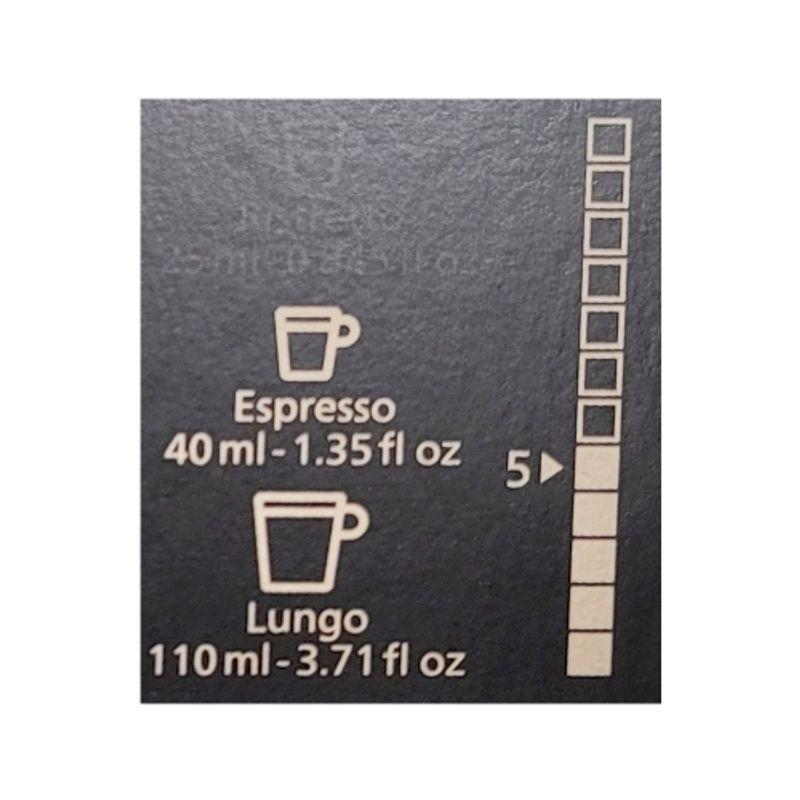 Espresso
40 ml - 1.35 fl oz
5
Lungo
110 ml - 3.71 fl oz